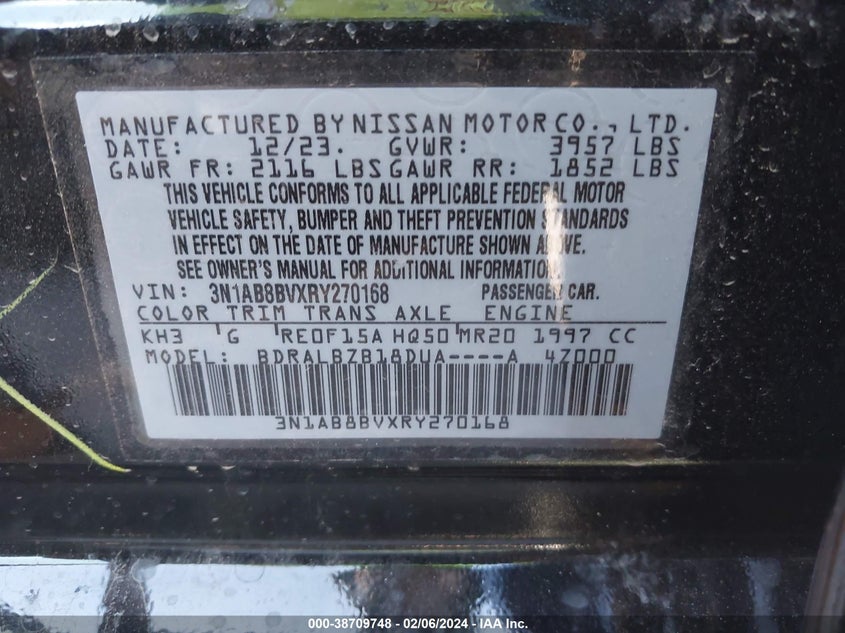 MANUFACTURED BY NISSAN MOTOR CO., LTD.
DATE: 12/23. GVWR: 3957 LBS
GAWR FR: 2116 LBS GAWR RR: 1852 LBS
THIS VEHICLE CONFORMS TO ALL APPLICABLE FEDERAL MOTOR
VEHICLE SAFETY, BUMPER AND THEFT PREVENTION STANDARDS
IN EFFECT ON THE DATE OF MANUFACTURE SHOWN ABOVE.
SEE OWNER'S MANUAL FOR ADDITIONAL INFORMATION.
VIN: 3N1AB8BVXRY270168 PASSENGER CAR.
COLOR TRIM TRANS AXLE ENGINE
KH3 G RE0F15A HQ50 MR20 1997 CC
MODEL: BDRALBZB18DUA----A 4Z000
3N1AB8BVXRY270168
000-38709748 - 02/06/2024 - IAA Inc.